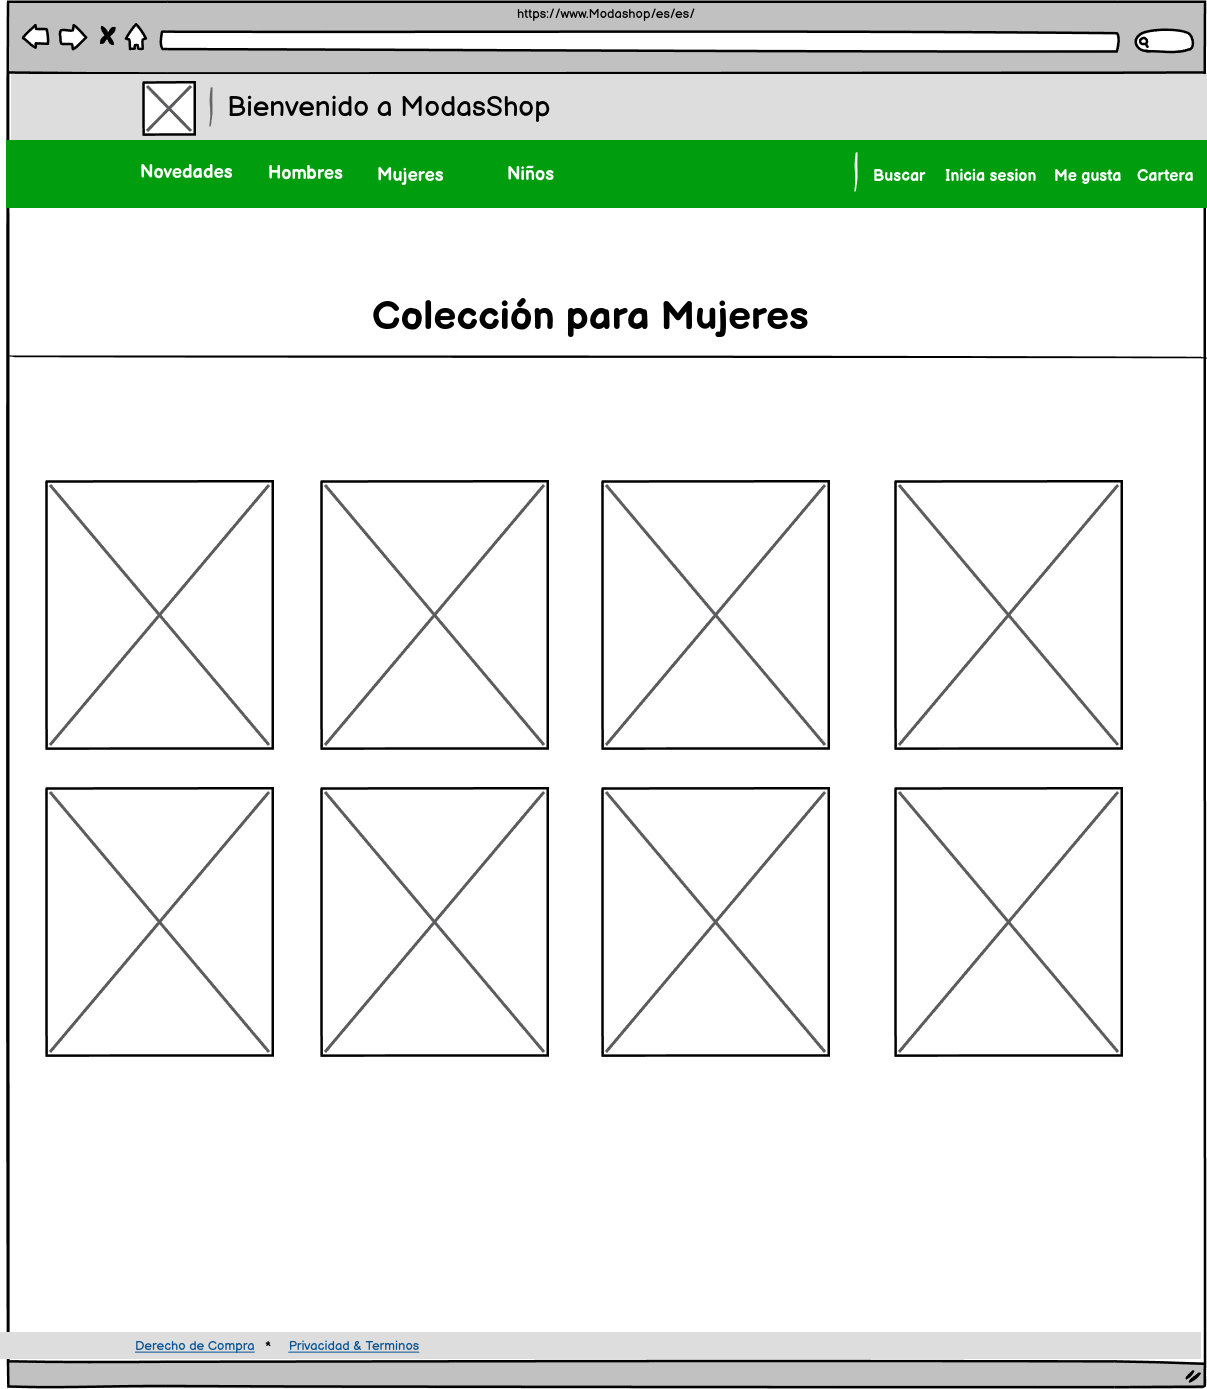 https://www.Modashop/es/es/
Bienvenido a ModasShop
Novedades Hombres Mujeres Niños Buscar Inicia sesion Me gusta Cartera
Colección para Mujeres
Derecho de Compra * Privacidad & Terminos